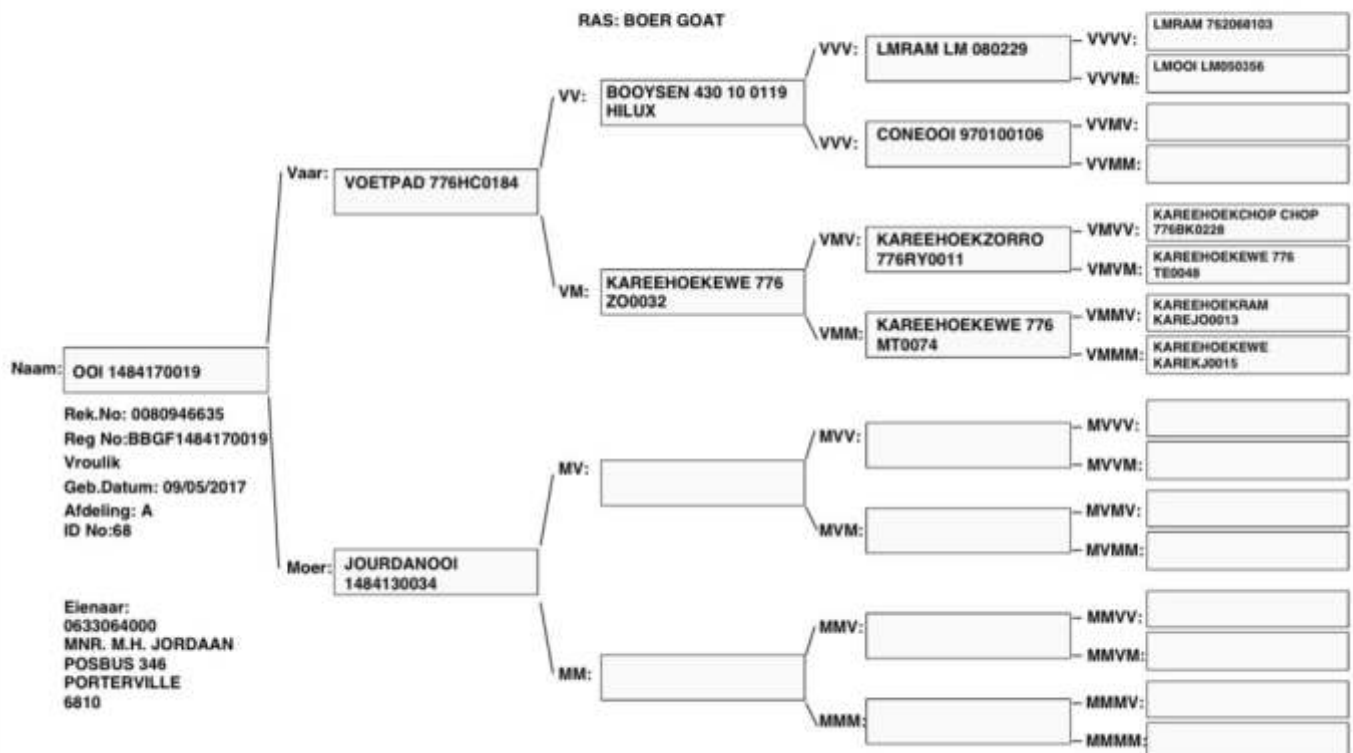 RAS: BOER GOAT
Naam: OOI 1484170019
Rek.No: 0080946635
Reg No:BBGF1484170019
Vroulik
Geb.Datum: 09/05/2017
Afdeling: A
ID No:68
Eienaar:
0633064000
MNR. M.H. JORDAAN
POSBUS 346
PORTERVILLE
6810
Vaar: VOETPAD 776HC0184
Moer: JOURDANOOI
1484130034
VV: BOOYSEN 430 10 0119
HILUX
VM: KAREEHOEKEWE 776
ZO0032
MV:
MM:
VVV: LMRAM LM 080229
VVV: CONEOOI 970100106
VMV: KAREEHOEKZORRO
776RY0011
VMM: KAREEHOEKEWE 776
MT0074
MVV:
MVM:
MMV:
MMM:
VVVV: LMRAM 752068103
VVVM: LMOOI LM050356
VVMV:
VVMM:
VMVV: KAREEHOEKCHOP CHOP
776BK0228
VMVM: KAREEHOEKEWE 776
TE0048
VMMV: KAREEHOEKRAM
KAREJO0013
VMMM: KAREEHOEKEWE
KAREKJ0015
MVVV:
MVVM:
MVMV:
MVMM:
MMVV:
MMVM:
MMMV:
MMMM: